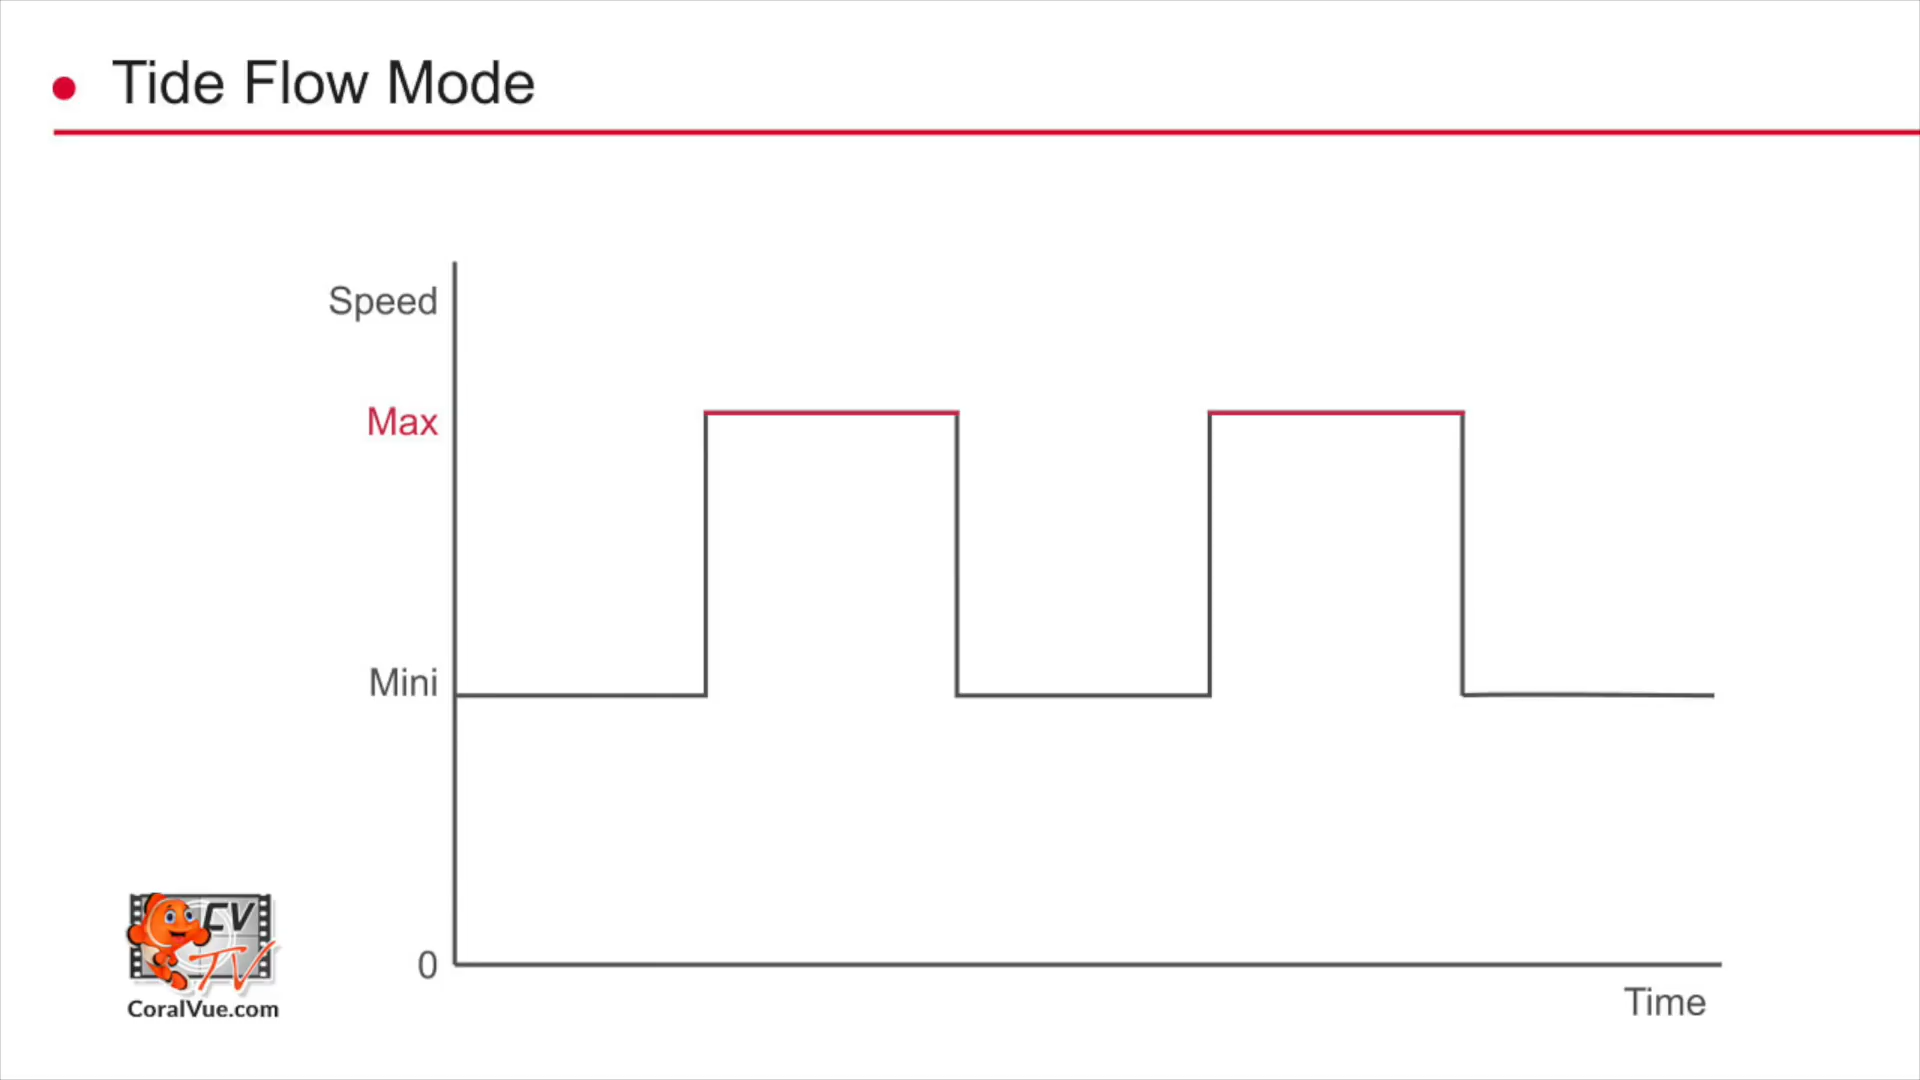 Tide Flow Mode
Speed
Max
Mini
0
Time
CV
TV
CoralVue.com